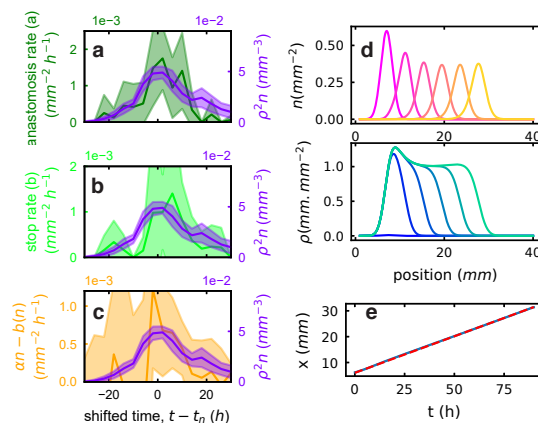 1e-3
1e-2
a
anastomosis rate (a)
(mm⁻² h⁻¹)
2
1
0
5
0
ρ²n (mm⁻³)
1e-3
1e-2
b
stop rate (b)
(mm⁻² h⁻¹)
2
1
0
5
0
ρ²n (mm⁻³)
1e-3
1e-2
c
αn − b(n)
(mm⁻² h⁻¹)
1.0
0.5
0.0
5
0
ρ²n (mm⁻³)
−20
0
20
shifted time, t − tₙ (h)
d
n(mm⁻²)
0.50
0.25
0.00
0
20
40
ρ(mm. mm⁻²)
1.0
0.5
0.0
0
20
40
position (mm)
e
x (mm)
30
20
10
0
25
50
75
t (h)